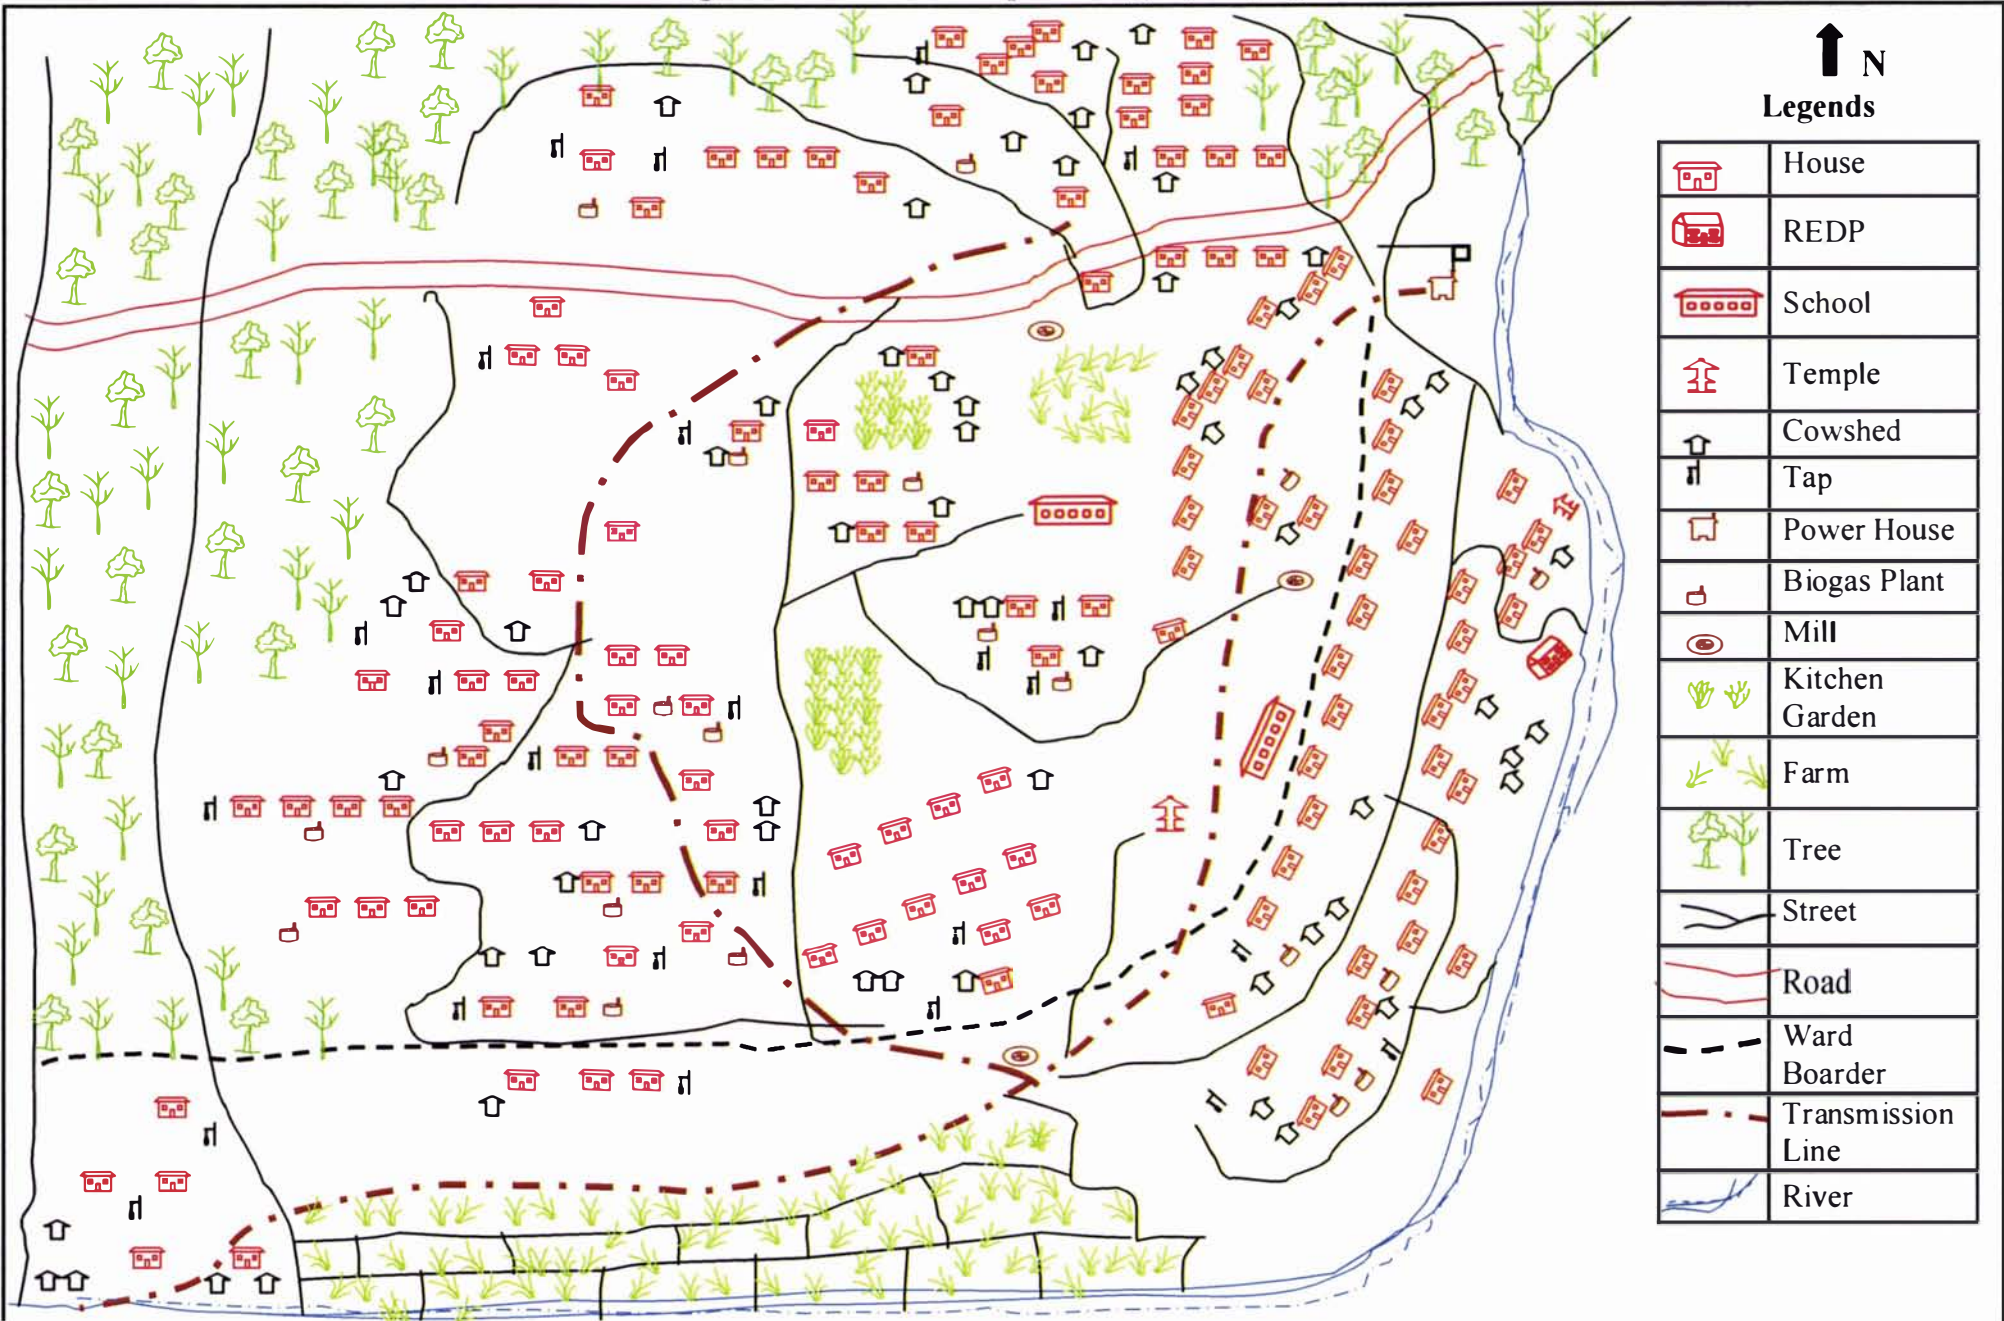 N
Legends
House
REDP
School
Temple
Cowshed
Tap
Power House
Biogas Plant
Mill
Kitchen
Garden
Farm
Tree
Street
Road
Ward
Boarder
Transmission
Line
River